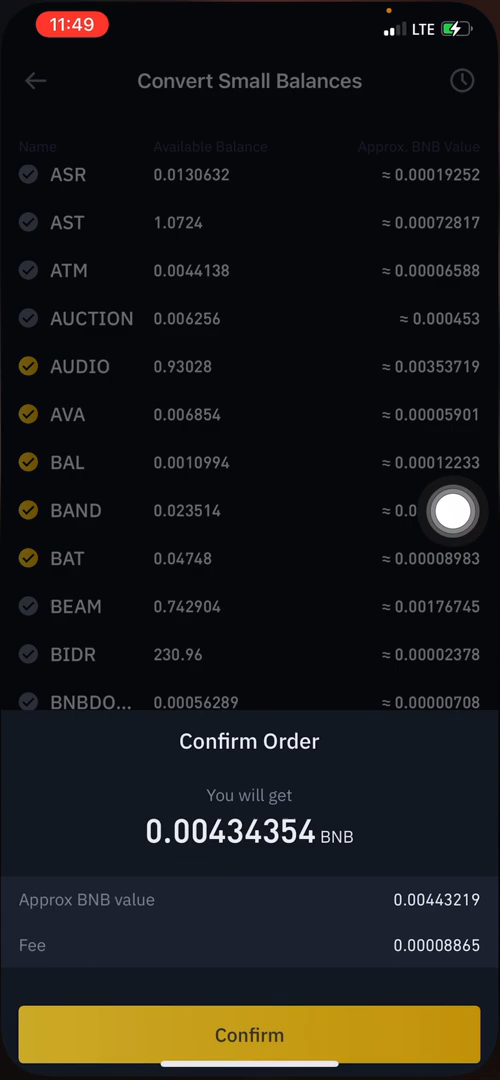 11:49 LTE
Convert Small Balances
Name Available Balance Approx. BNB Value
ASR 0.0130632 ≈ 0.00019252
AST 1.0724 ≈ 0.00072817
ATM 0.0044138 ≈ 0.00006588
AUCTION 0.006256 ≈ 0.000453
AUDIO 0.93028 ≈ 0.00353719
AVA 0.006854 ≈ 0.00005901
BAL 0.0010994 ≈ 0.00012233
BAND 0.023514 ≈ 0.0
BAT 0.04748 ≈ 0.00008983
BEAM 0.742904 ≈ 0.00176745
BIDR 230.96 ≈ 0.00002378
BNBDO... 0.00056289 ≈ 0.00000708
Confirm Order
You will get
0.00434354 BNB
Approx BNB value 0.00443219
Fee 0.00008865
Confirm